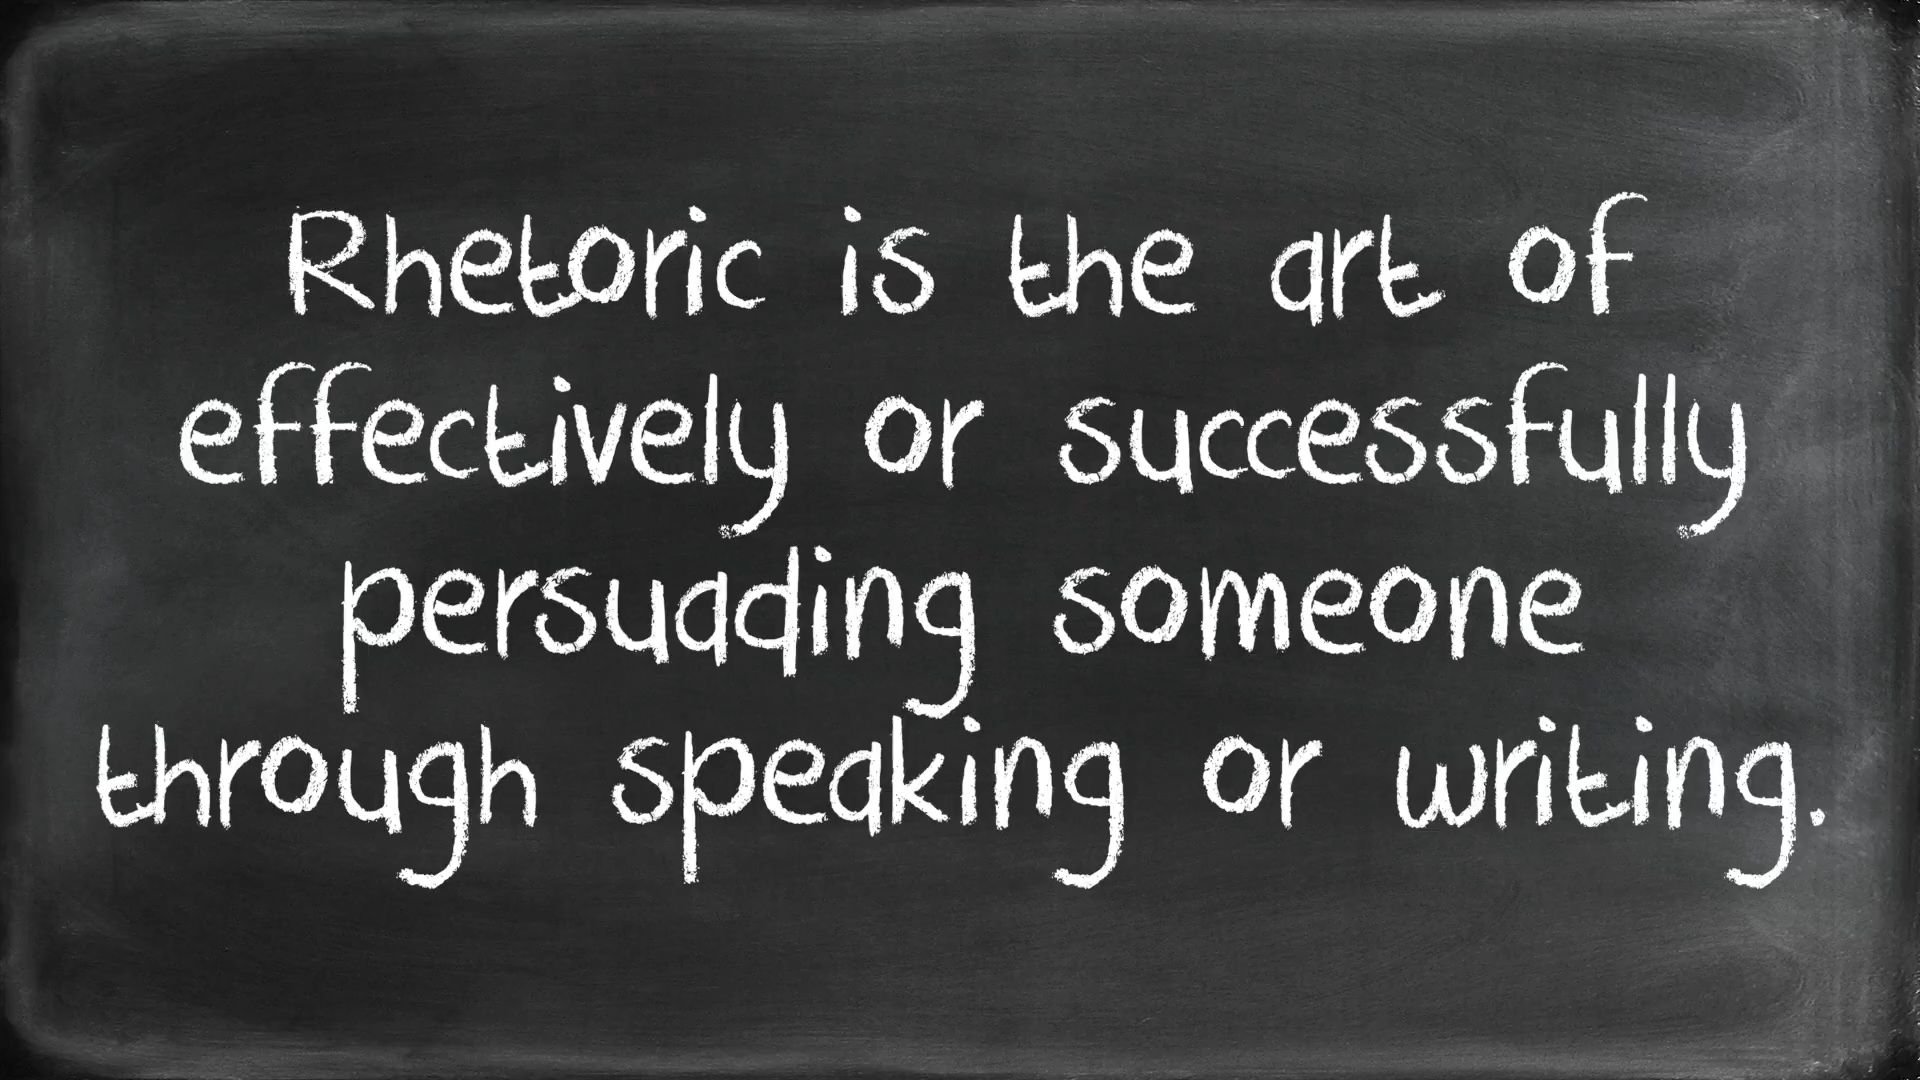 Rhetoric is the art of
effectively or successfully
persuading someone
through speaking or writing.